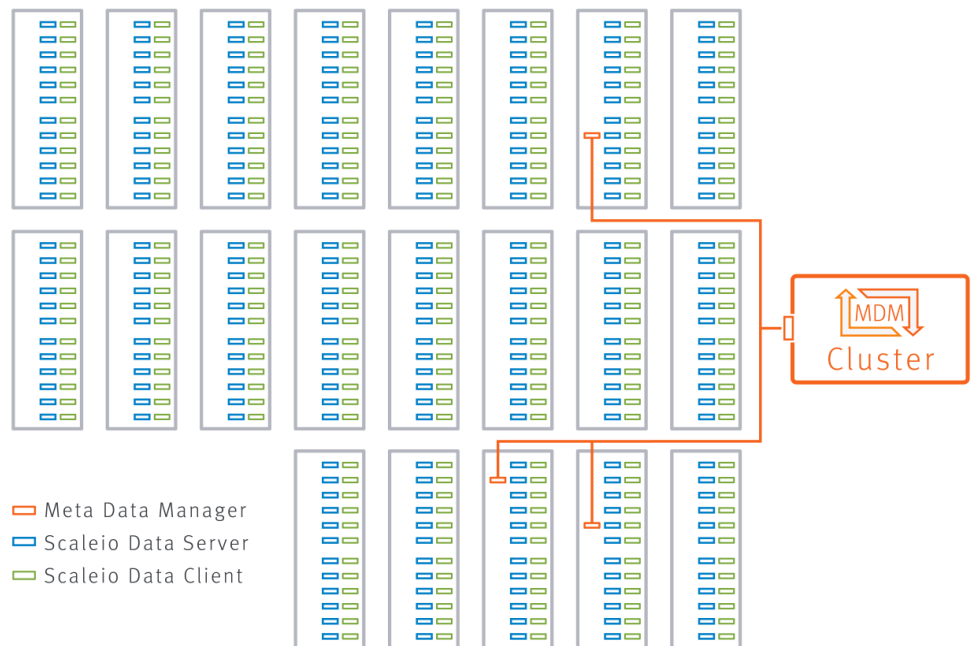 MDM
Cluster
Meta Data Manager
Scaleio Data Server
Scaleio Data Client